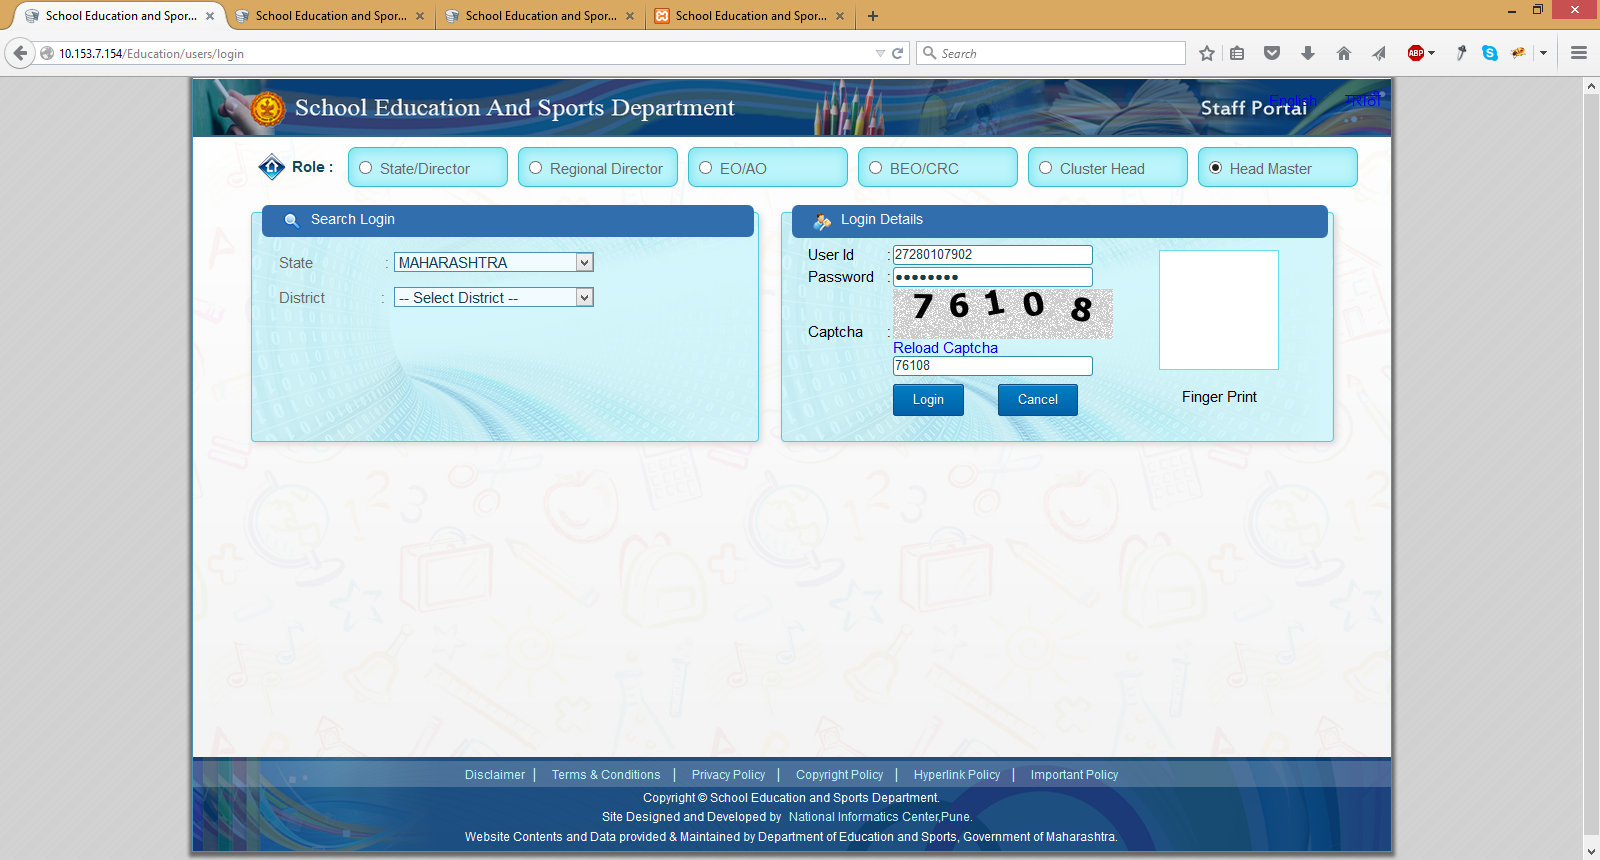 School Education and Spor...
School Education and Spor...
School Education and Spor...
School Education and Spor...
10.153.7.154/Education/users/login
Search
ABP
School Education And Sports Department
Staff Portal
English
मराठी
Role :
State/Director
Regional Director
EO/AO
BEO/CRC
Cluster Head
Head Master
Search Login
State : MAHARASHTRA
District : -- Select District --
Login Details
User Id : 27280107902
Password : ●●●●●●●●
76108
Captcha :
Reload Captcha
76108
Login
Cancel
Finger Print
Disclaimer | Terms & Conditions | Privacy Policy | Copyright Policy | Hyperlink Policy | Important Policy
Copyright © School Education and Sports Department.
Site Designed and Developed by National Informatics Center,Pune.
Website Contents and Data provided & Maintained by Department of Education and Sports, Government of Maharashtra.